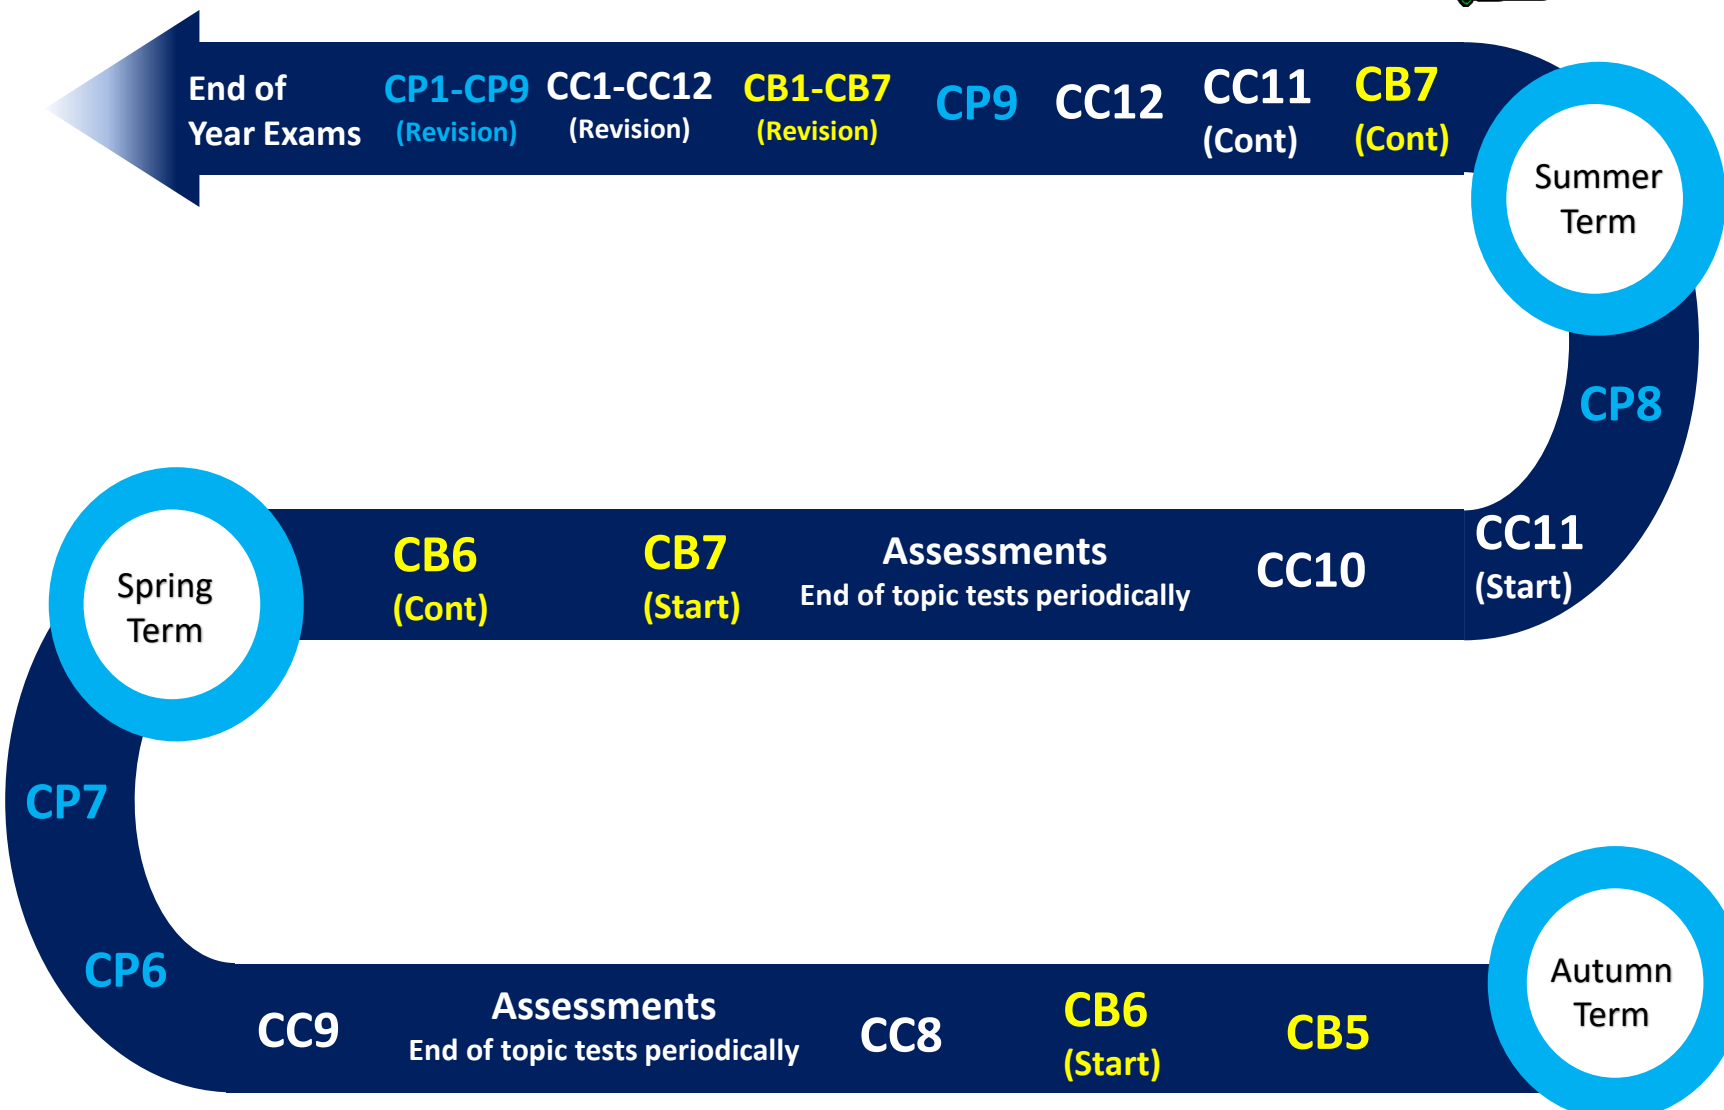 End of
Year Exams
CP1-CP9
(Revision)
CC1-CC12
(Revision)
CB1-CB7
(Revision)
CP9
CC12
CC11
(Cont)
CB7
(Cont)
Summer
Term
CP8
CC11
(Start)
CC10
Assessments
End of topic tests periodically
CB7
(Start)
CB6
(Cont)
Spring
Term
CP7
CP6
CC9
Assessments
End of topic tests periodically
CC8
CB6
(Start)
CB5
Autumn
Term